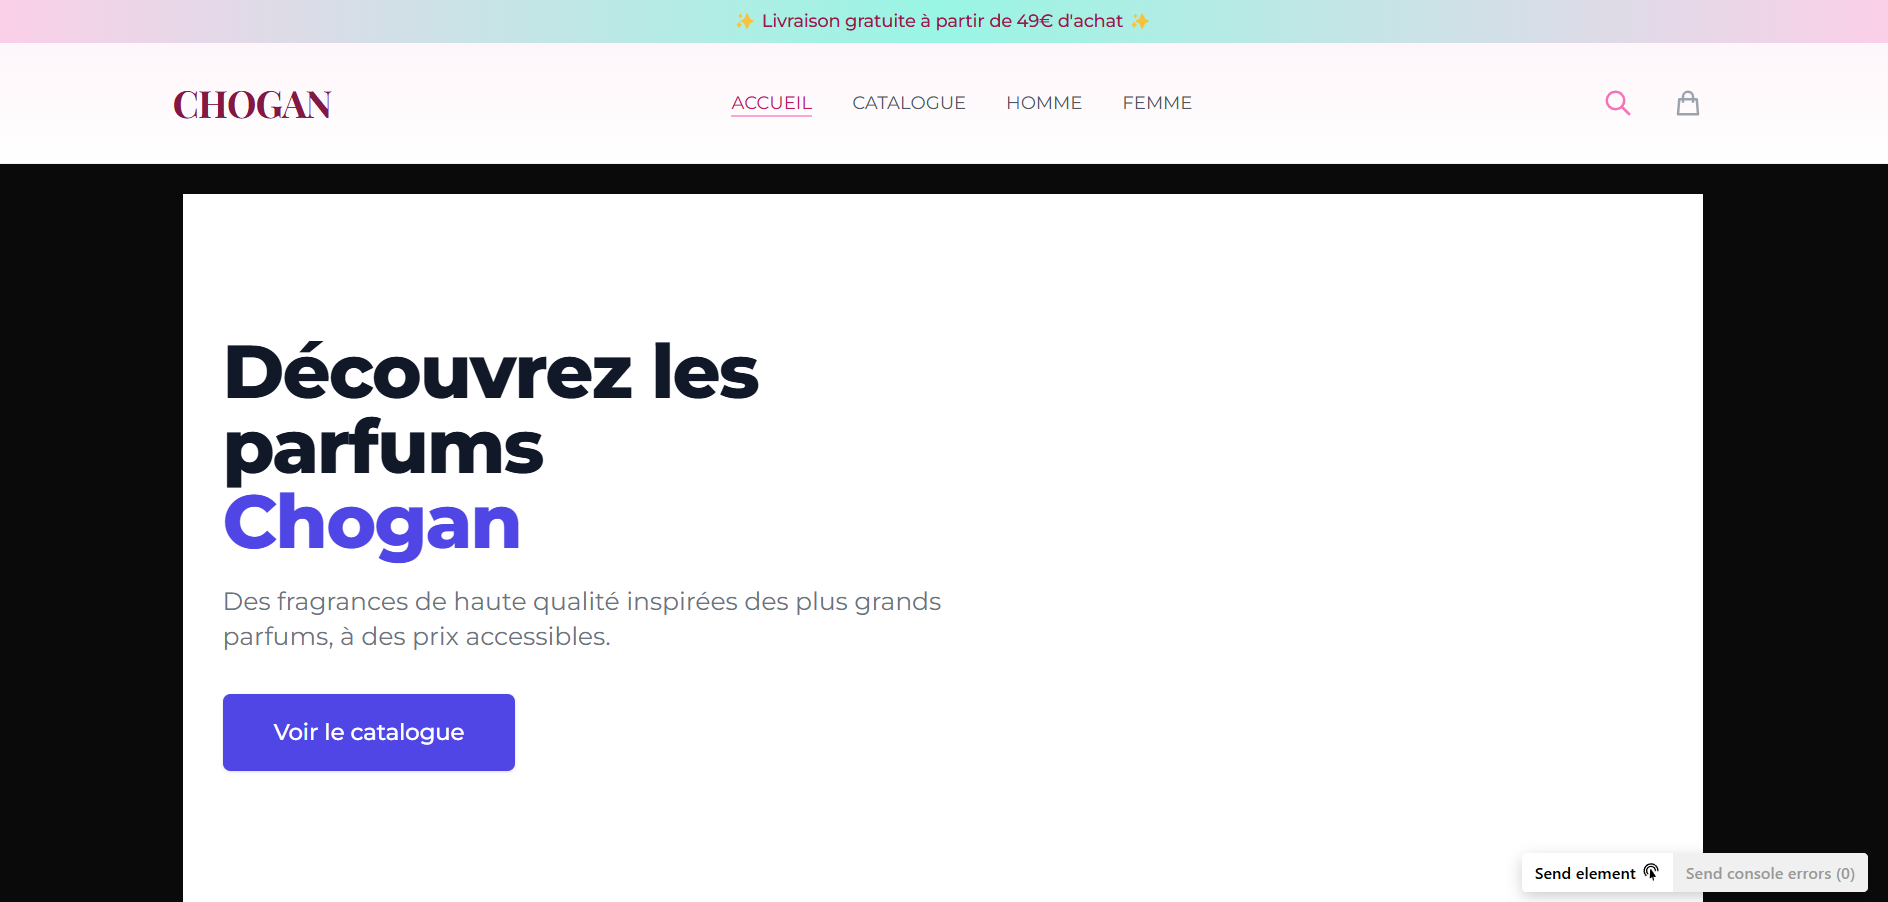 ✨ Livraison gratuite à partir de 49€ d'achat ✨
CHOGAN
ACCUEIL
CATALOGUE
HOMME
FEMME
Découvrez les
parfums
Chogan
Des fragrances de haute qualité inspirées des plus grands
parfums, à des prix accessibles.
Voir le catalogue
Send element
Send console errors (0)